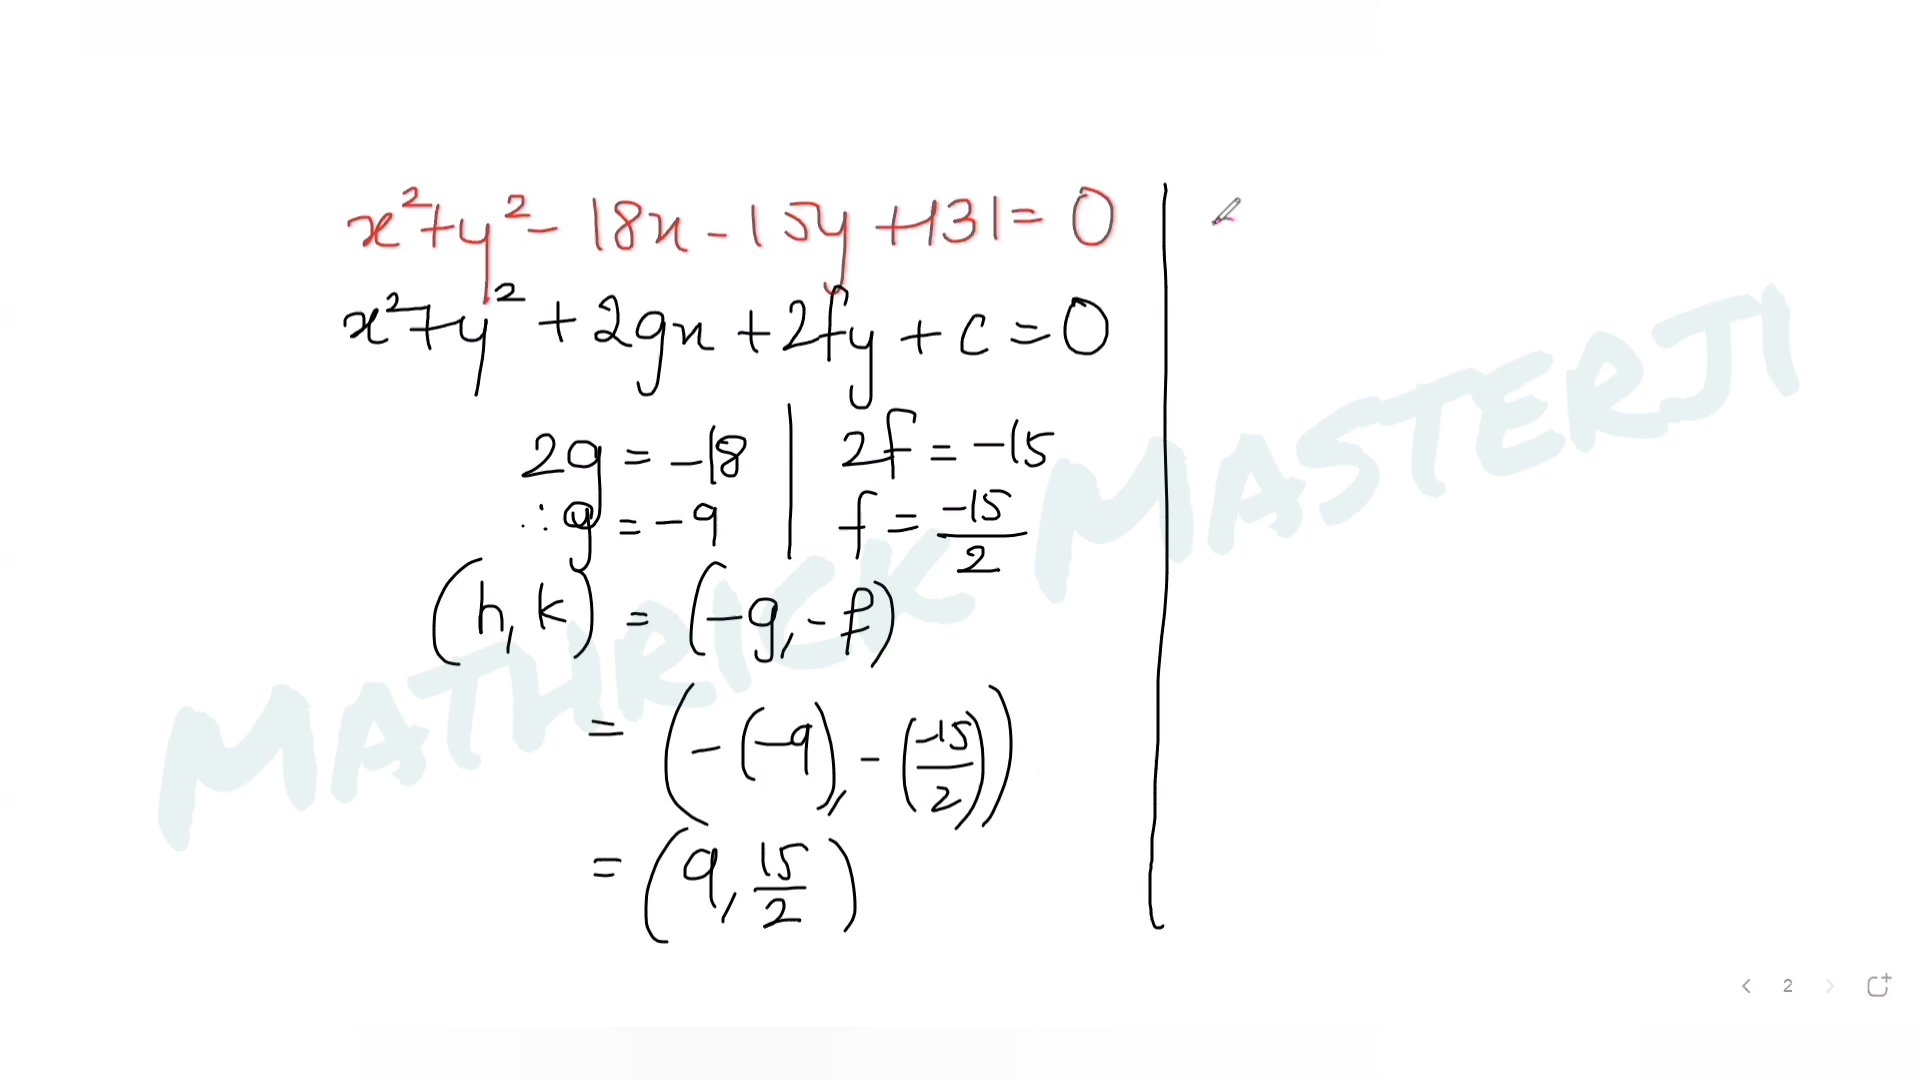 x²+y²-18x-15y+131=0
x²+y²+2gx+2fy+c=0
2g=-18 | 2f=-15
∴g=-9 | f=-15/2
(h,k)=(-g,-f)
=(-(-9),-(-15/2))
=(9,15/2)
MATHRICK MASTERJI
< 2 >